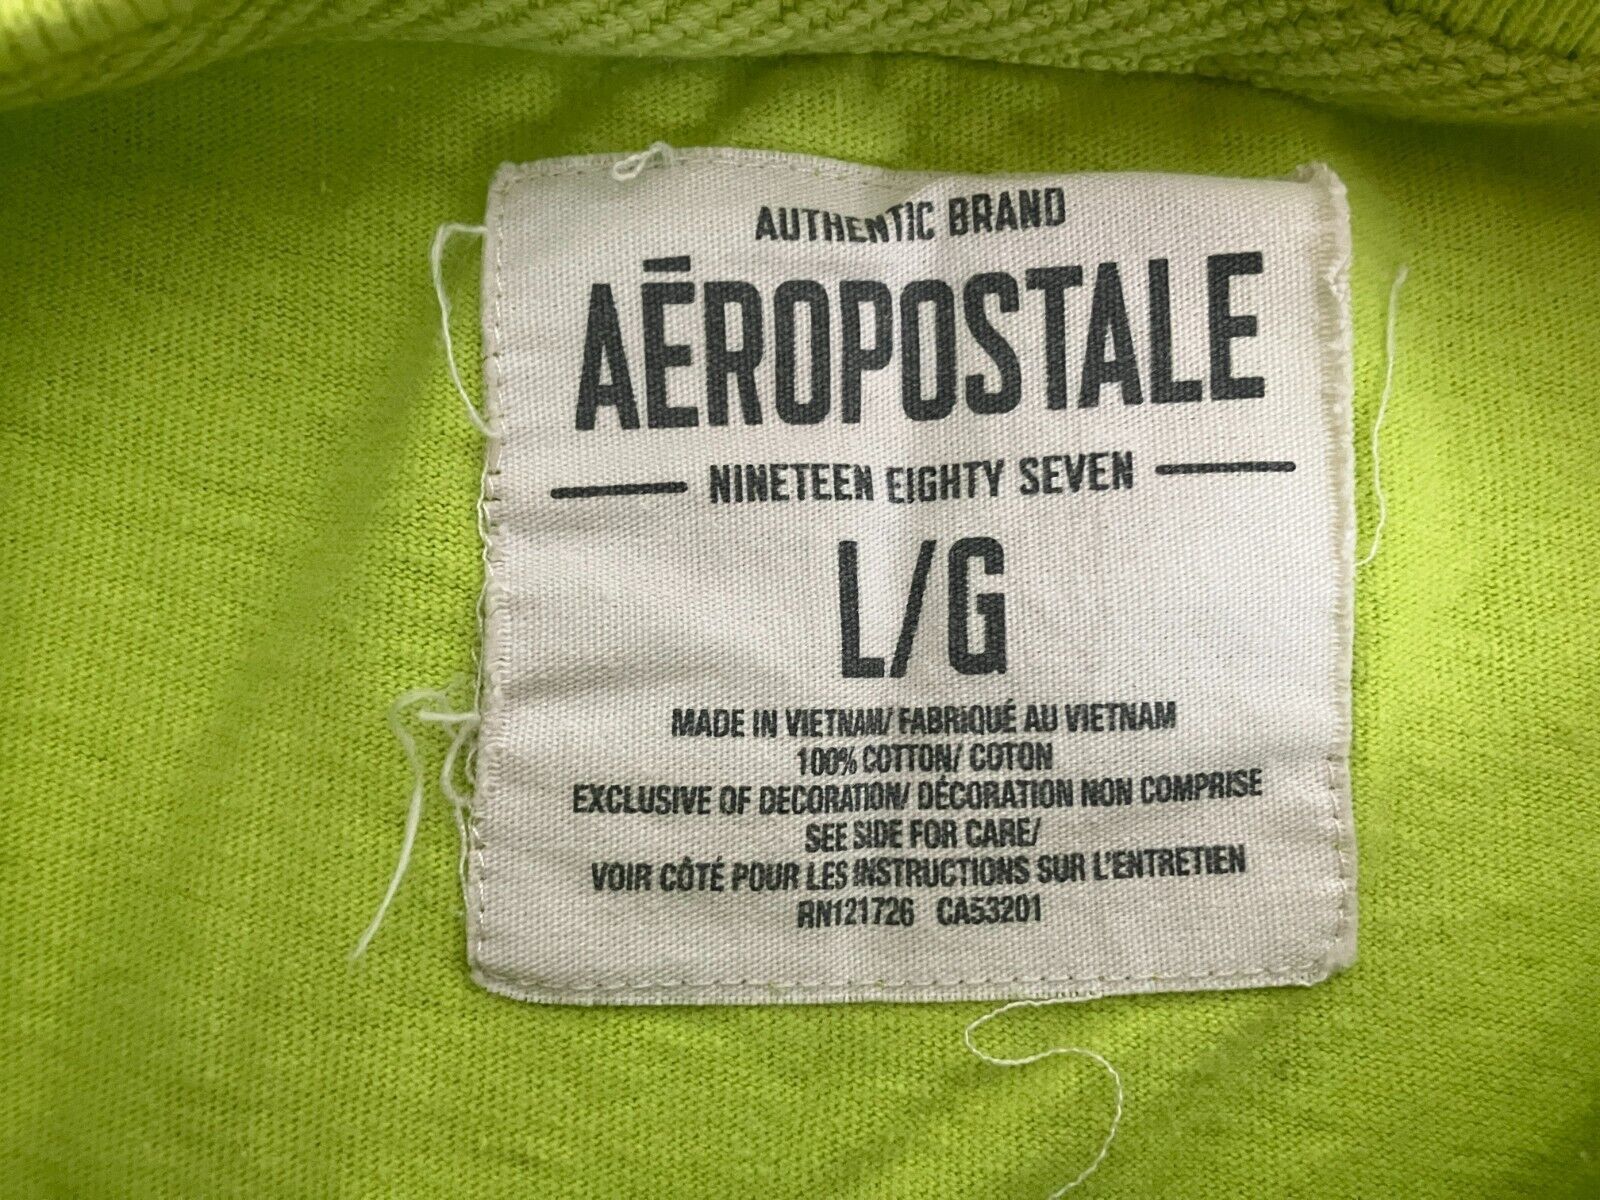 AUTHENTIC BRAND
AĒROPOSTALE
NINETEEN EIGHTY SEVEN
L/G
MADE IN VIETNAM/ FABRIQUÉ AU VIETNAM
100% COTTON/ COTON
EXCLUSIVE OF DECORATION/ DÉCORATION NON COMPRISE
SEE SIDE FOR CARE/
VOIR CÔTÉ POUR LES INSTRUCTIONS SUR L'ENTRETIEN
RN121726 CA53201